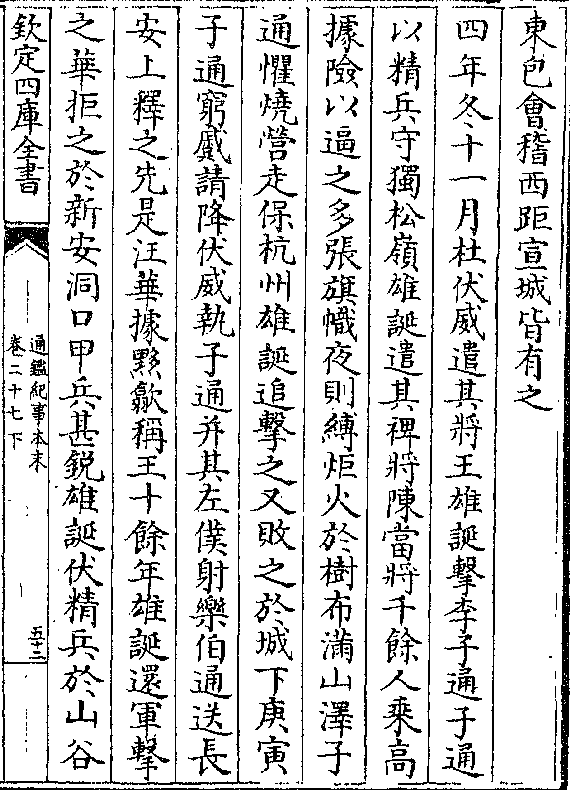 東包會稽西距宣城皆有之
四年冬十一月杜伏威遣其將王雄誕擊李子通子通
以精兵守獨松嶺雄誕遣其裨將陳當將千餘人乗高
據險以逼之多張旗幟夜則縛炬火於樹布滿山澤子
通懼燒營走保杭州雄誕追擊之又敗之於城下庚寅
子通窮蹙請降伏威執子通并其左僕射樂伯通送長
安上釋之先是汪華據黟歙稱王十餘年雄誕還軍擊
之華拒之於新安洞口甲兵甚銳雄誕伏精兵於山谷
欽定四庫全書
通鑑紀事本末
卷二十七下
五十二